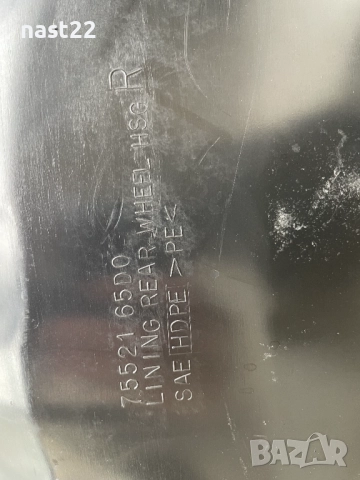 nast22
75521 65D0
LINING REAR WHEEL HSG R
SAE HDPE >PE<
BAZAR